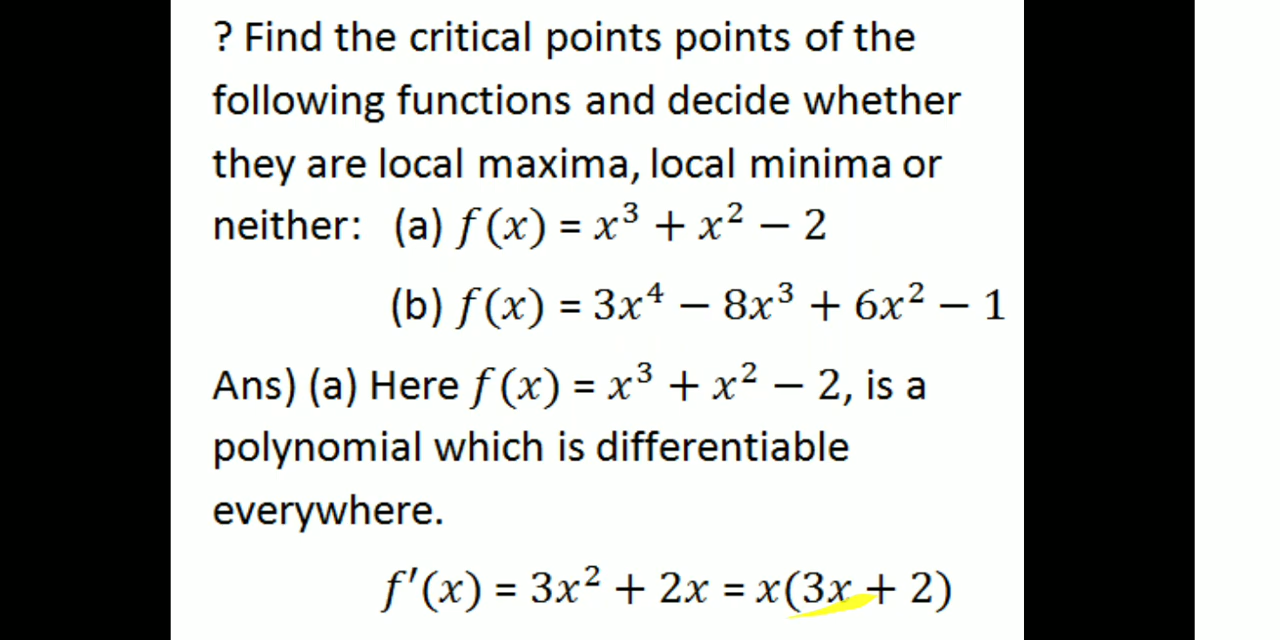 ? Find the critical points points of the
following functions and decide whether
they are local maxima, local minima or
neither: (a) f(x) = x³ + x² − 2
(b) f(x) = 3x⁴ − 8x³ + 6x² − 1
Ans) (a) Here f(x) = x³ + x² − 2, is a
polynomial which is differentiable
everywhere.
f′(x) = 3x² + 2x = x(3x + 2)